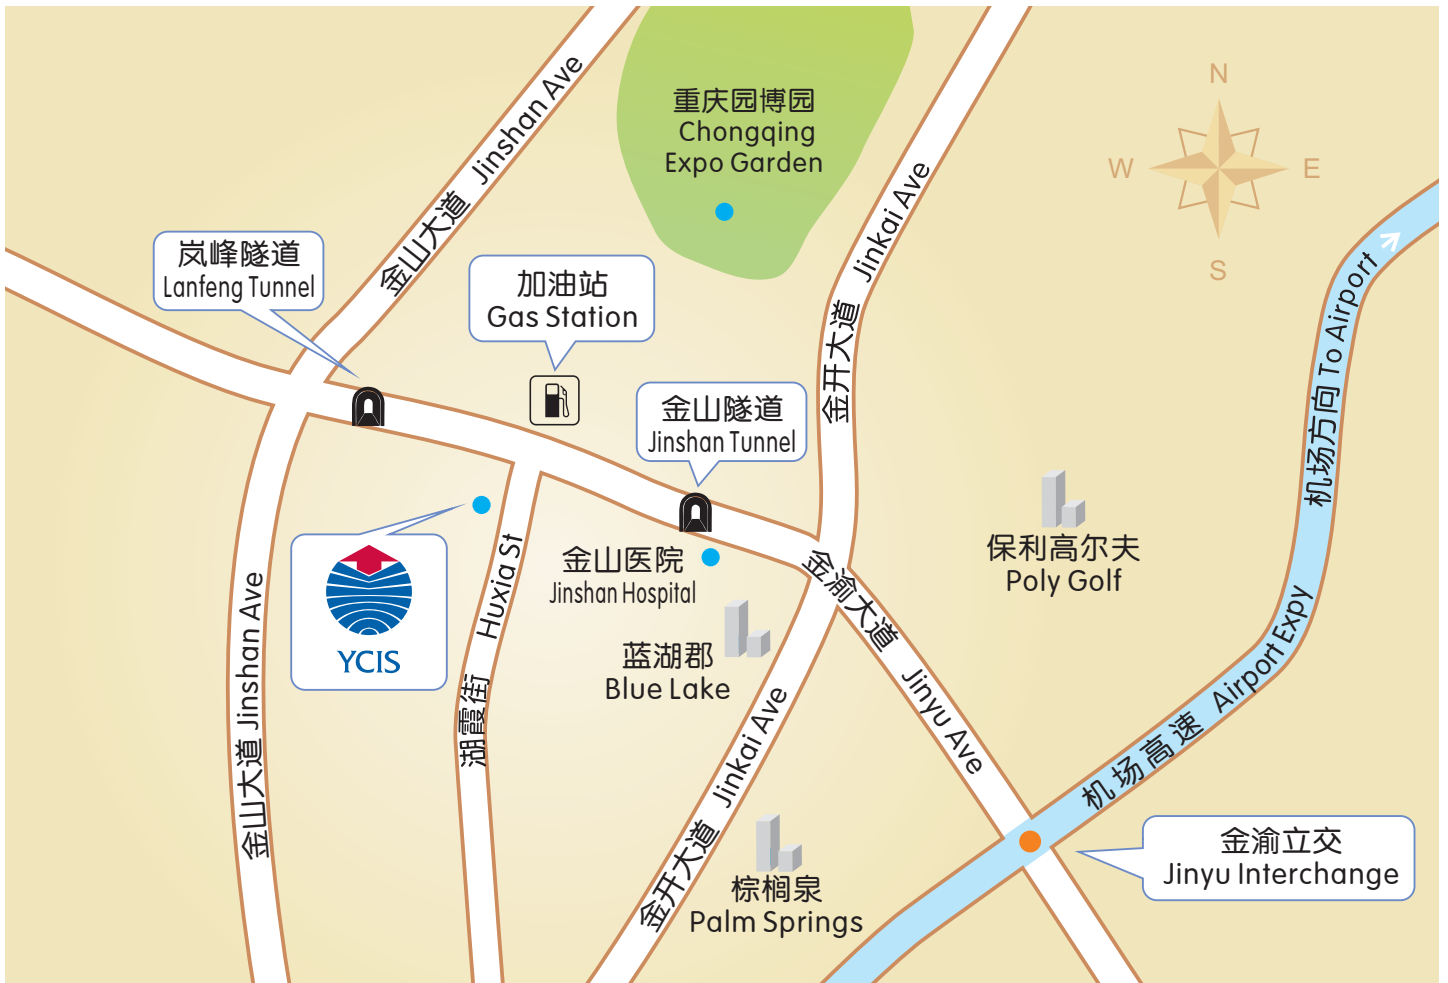 重庆园博园
Chongqing
Expo Garden
N
W
E
S
金山大道 Jinshan Ave
金开大道 Jinkai Ave
岚峰隧道
Lanfeng Tunnel
加油站
Gas Station
金山隧道
Jinshan Tunnel
机场方向 To Airport
YCIS
湖霞街 Huxia St
金山医院
Jinshan Hospital
保利高尔夫
Poly Golf
蓝湖郡
Blue Lake
金渝大道 Jinyu Ave
金山大道 Jinshan Ave
金开大道 Jinkai Ave
机场高速 Airport Expy
金渝立交
Jinyu Interchange
棕榈泉
Palm Springs